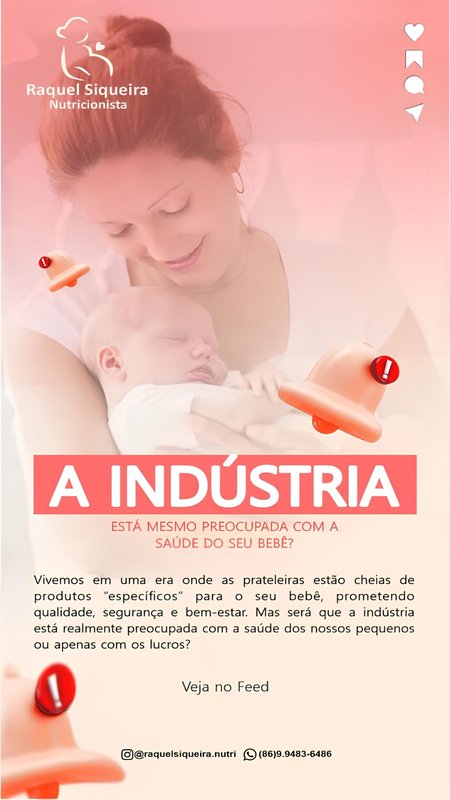 Raquel Siqueira
Nutricionista
A INDÚSTRIA
ESTÁ MESMO PREOCUPADA COM A
SAÚDE DO SEU BEBÊ?
Vivemos em uma era onde as prateleiras estão cheias de
produtos "específicos" para o seu bebê, prometendo
qualidade, segurança e bem-estar. Mas será que a indústria
está realmente preocupada com a saúde dos nossos pequenos
ou apenas com os lucros?
Veja no Feed
@raquelsiqueira.nutri (86)9.9483-6486